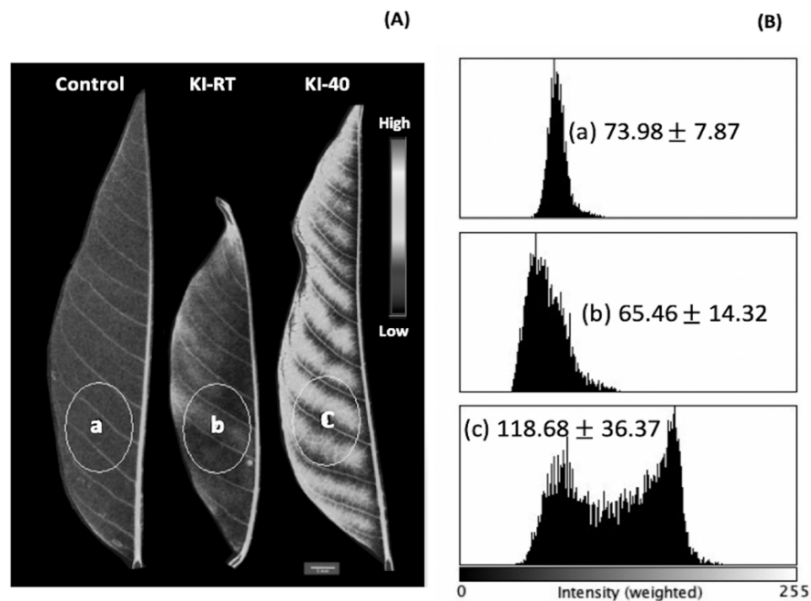 (A)
Control KI-RT KI-40
High
Low
a b c
(B)
(a) 73.98 ± 7.87
(b) 65.46 ± 14.32
(c) 118.68 ± 36.37
0 Intensity (weighted) 255